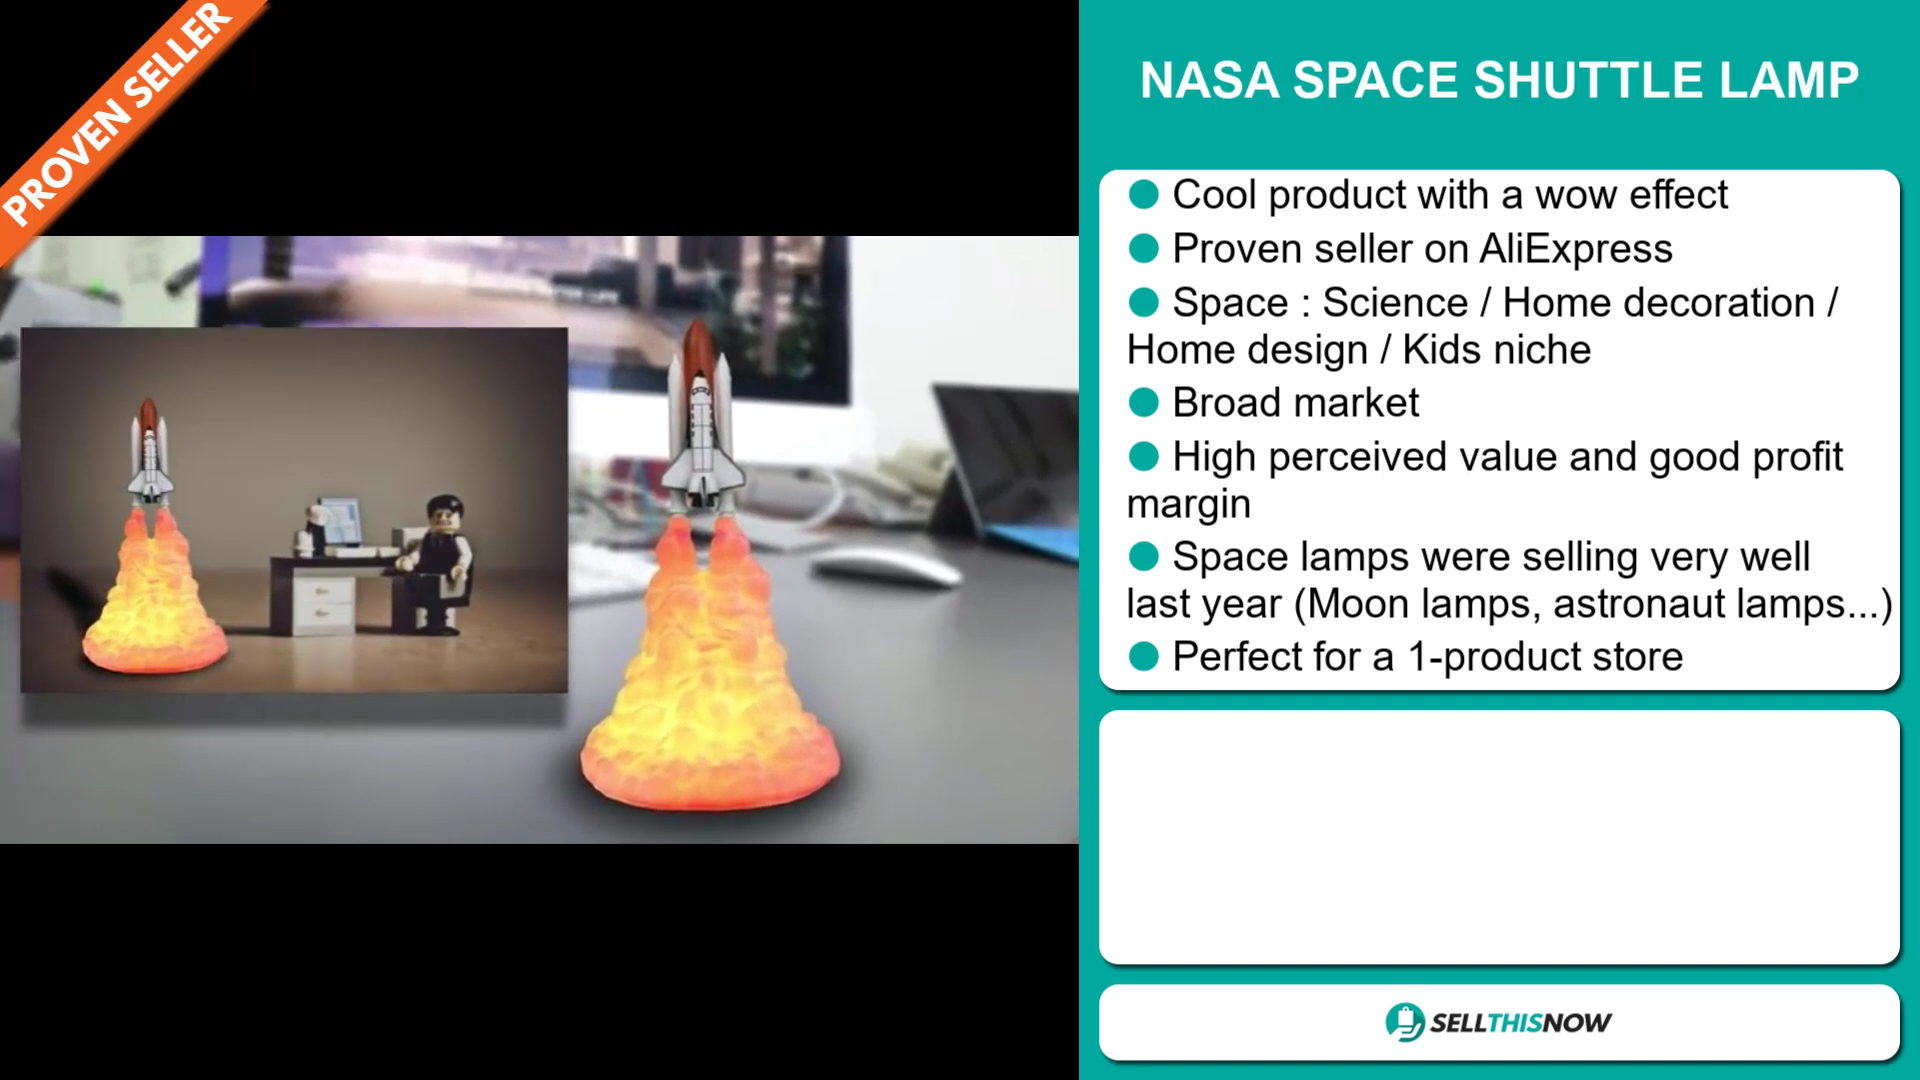 PROVEN SELLER
NASA SPACE SHUTTLE LAMP
● Cool product with a wow effect
● Proven seller on AliExpress
● Space : Science / Home decoration /
Home design / Kids niche
● Broad market
● High perceived value and good profit
margin
● Space lamps were selling very well
last year (Moon lamps, astronaut lamps...)
● Perfect for a 1-product store
SELLTHISNOW